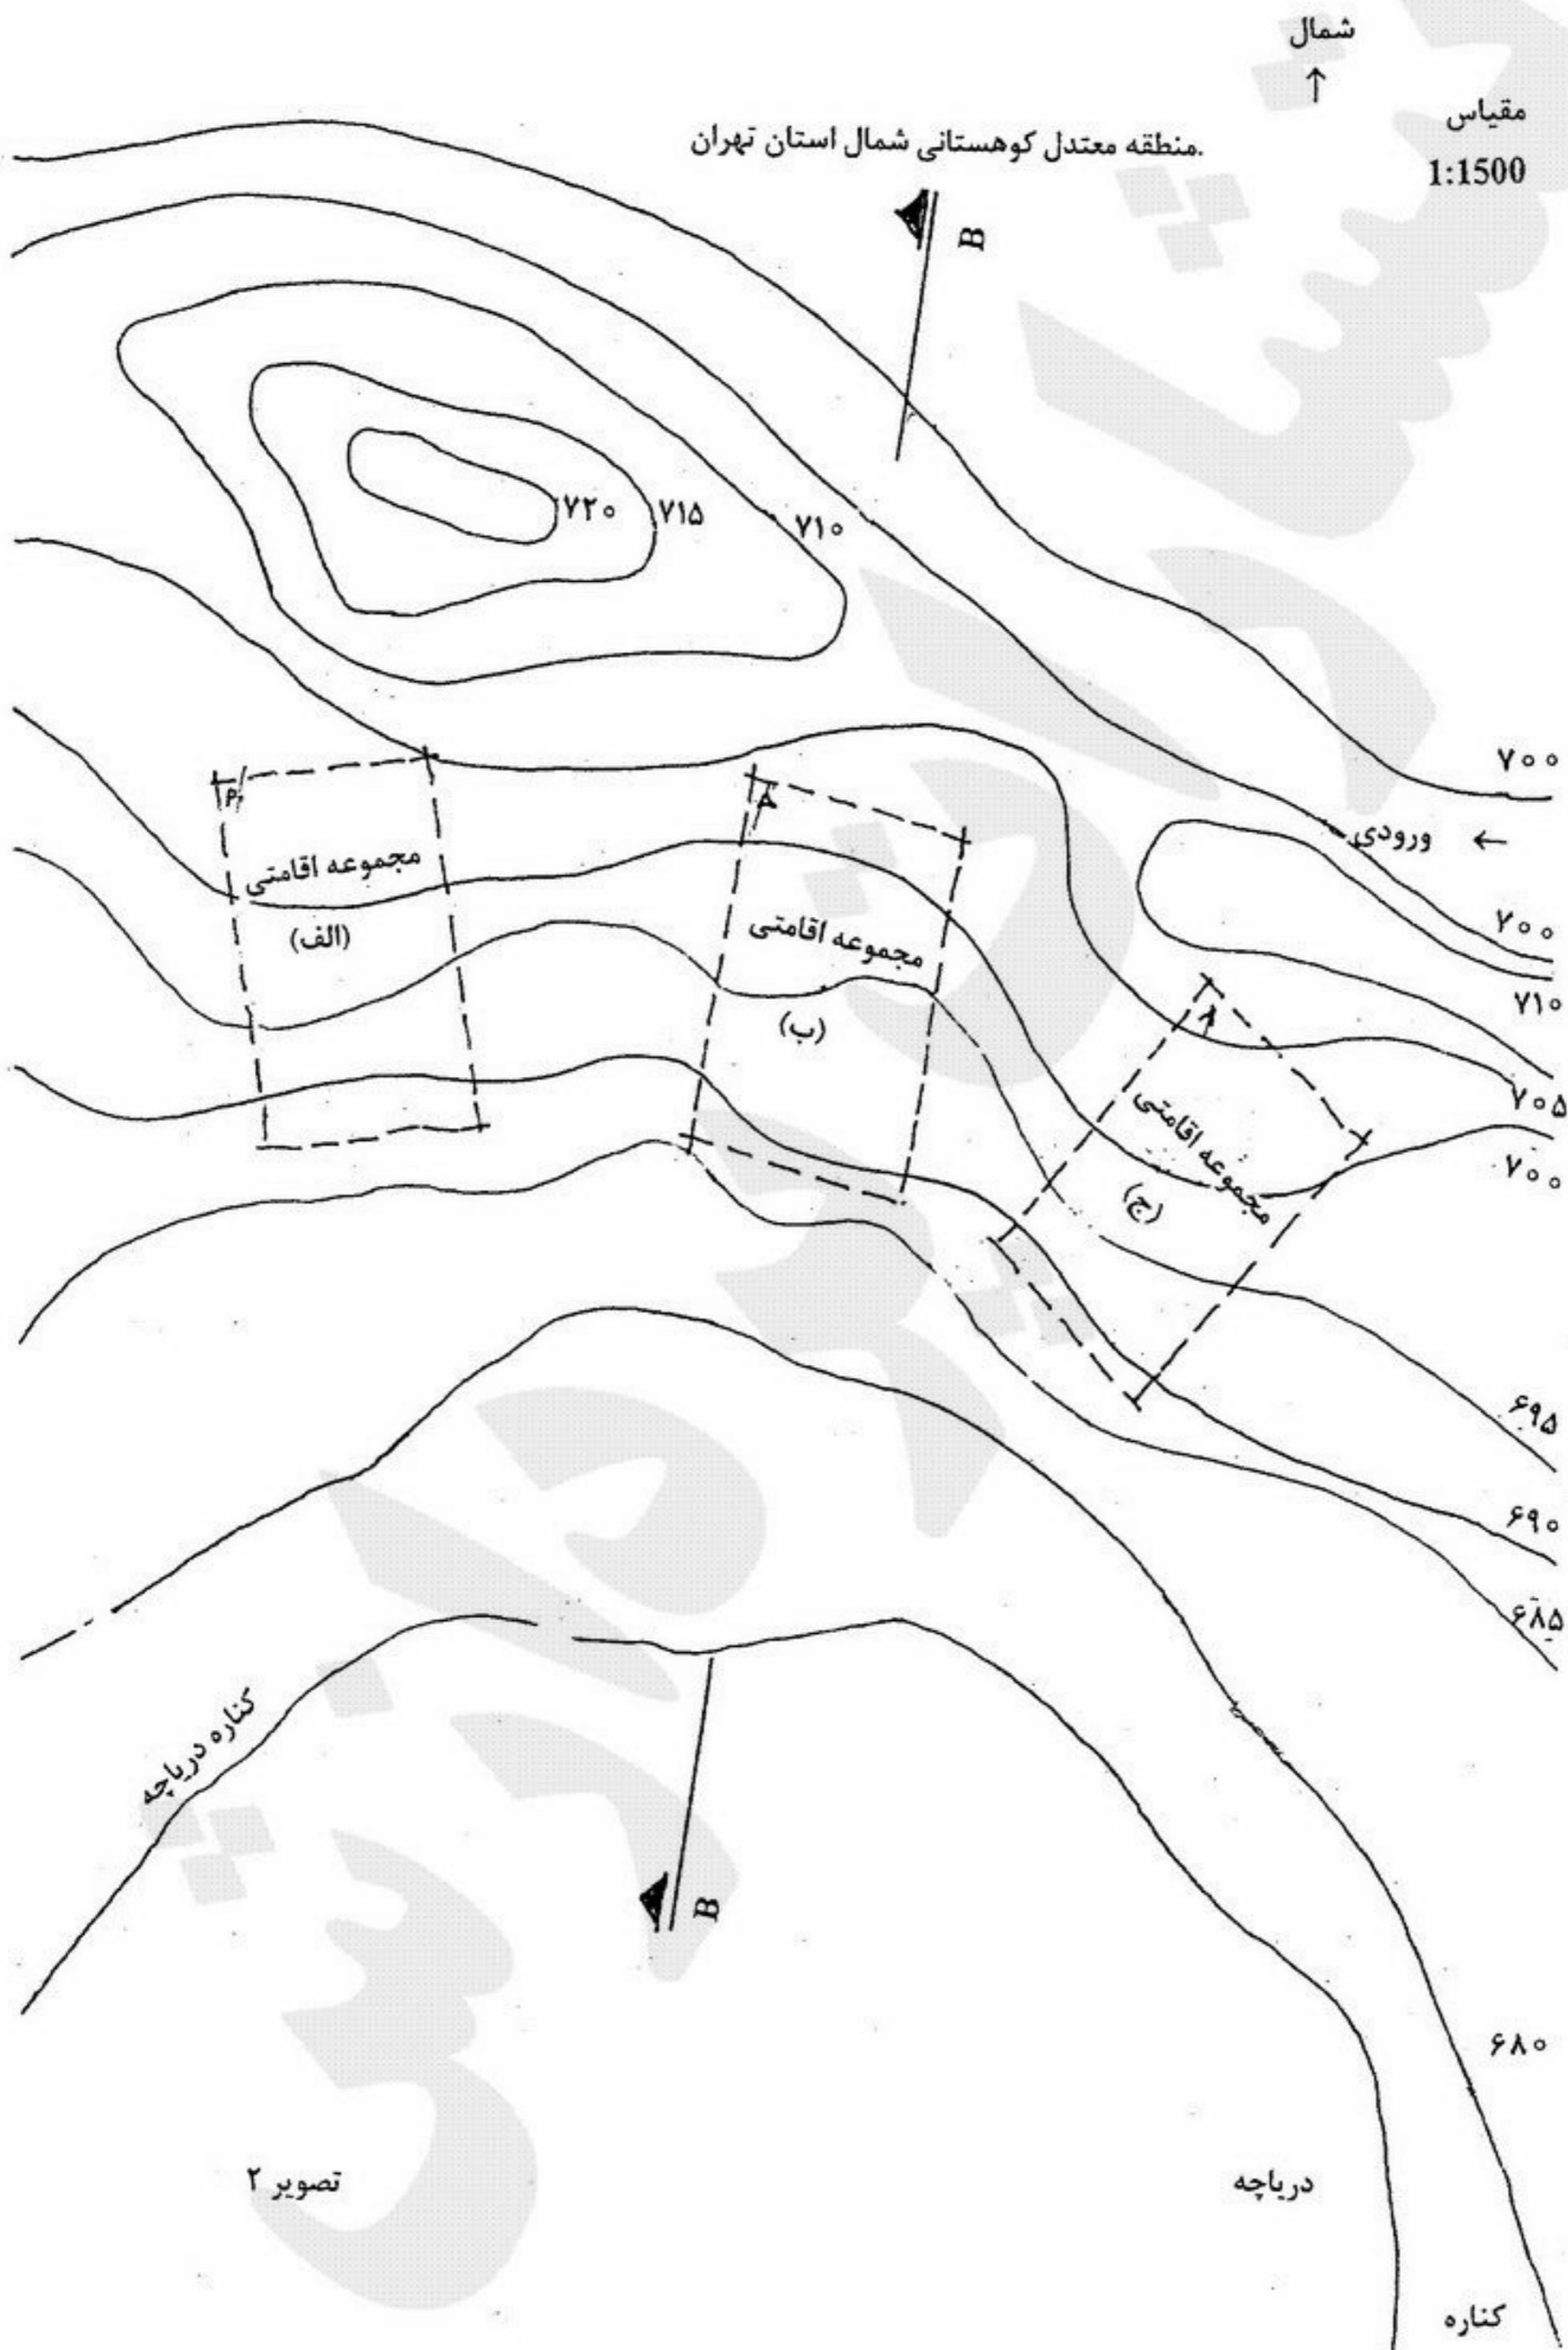 شمال
↑
مقیاس
1:1500
منطقه معتدل کوهستانی شمال استان تهران.
B
۷۲۰
۷۱۵
۷۱۰
۷۰۰
ورودی ←
۷۰۰
۷۱۰
۷۰۵
۷۰۰
A
مجموعه اقامتی
(الف)
A
مجموعه اقامتی
(ب)
A
مجموعه اقامتی
(ج)
۶۹۵
۶۹۰
۶۸۵
کناره دریاچه
B
۶۸۰
تصویر ۲
دریاچه
کناره